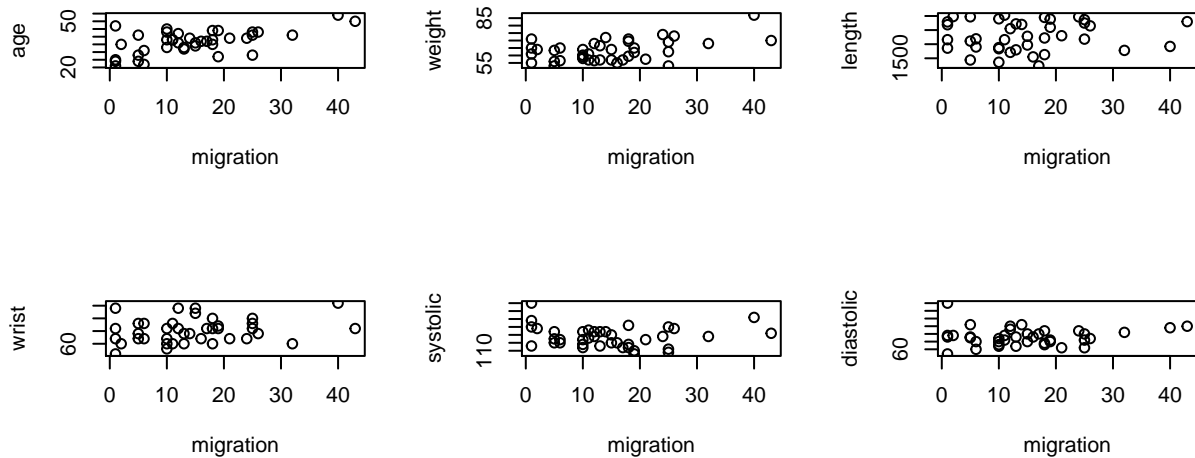 age
20 50
0 10 20 30 40
migration
weight
55 85
0 10 20 30 40
migration
length
1500
0 10 20 30 40
migration
wrist
60
0 10 20 30 40
migration
systolic
110
0 10 20 30 40
migration
diastolic
60
0 10 20 30 40
migration